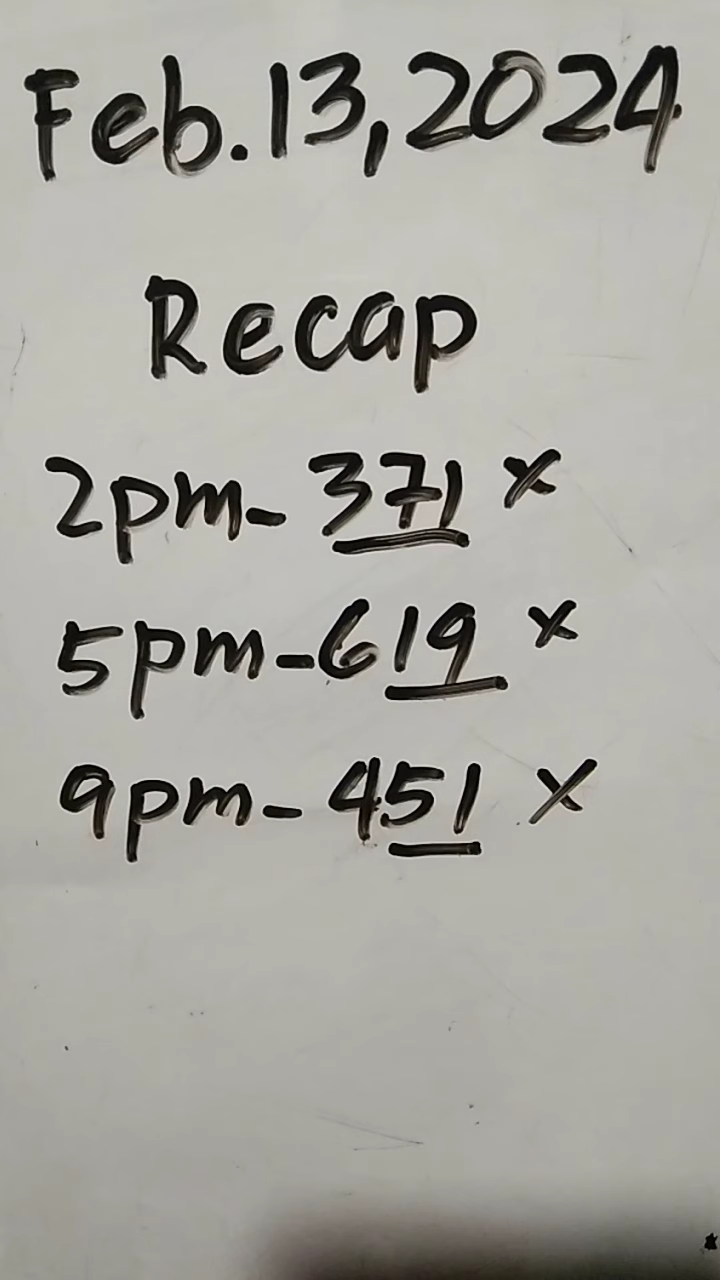 Feb.13,2024
Recap
2pm- 371 x
5pm-619 x
9pm- 451 x